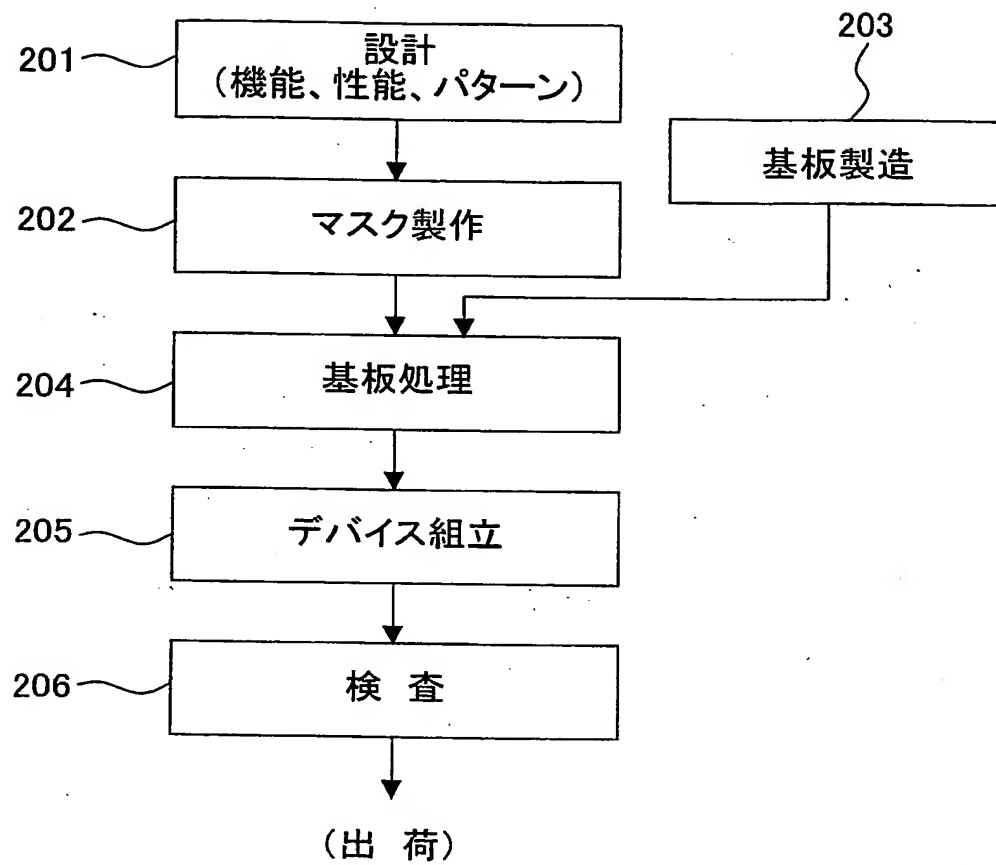 201
設計
(機能、性能、パターン)
203
基板製造
202
マスク製作
204
基板処理
205
デバイス組立
206
検 査
(出 荷)